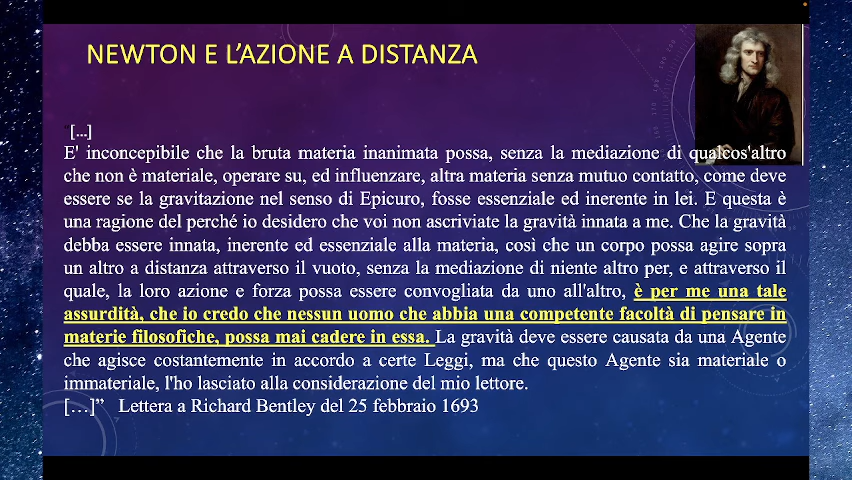 NEWTON E L'AZIONE A DISTANZA
"[...]
E' inconcepibile che la bruta materia inanimata possa, senza la mediazione di qualcos'altro
che non è materiale, operare su, ed influenzare, altra materia senza mutuo contatto, come deve
essere se la gravitazione nel senso di Epicuro, fosse essenziale ed inerente in lei. E questa è
una ragione del perché io desidero che voi non ascriviate la gravità innata a me. Che la gravità
debba essere innata, inerente ed essenziale alla materia, così che un corpo possa agire sopra
un altro a distanza attraverso il vuoto, senza la mediazione di niente altro per, e attraverso il
quale, la loro azione e forza possa essere convogliata da uno all'altro, è per me una tale
assurdità, che io credo che nessun uomo che abbia una competente facoltà di pensare in
materie filosofiche, possa mai cadere in essa. La gravità deve essere causata da una Agente
che agisce costantemente in accordo a certe Leggi, ma che questo Agente sia materiale o
immateriale, l'ho lasciato alla considerazione del mio lettore.
[…]” Lettera a Richard Bentley del 25 febbraio 1693